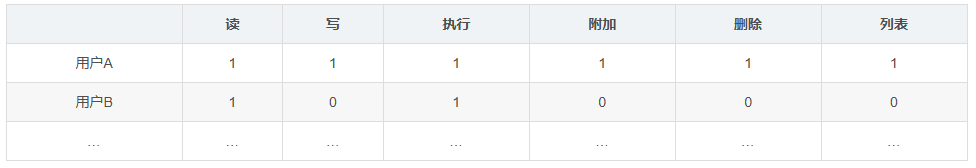 读 写 执行 附加 删除 列表
用户A 1 1 1 1 1 1
用户B 1 0 1 0 0 0
… … … … … … …